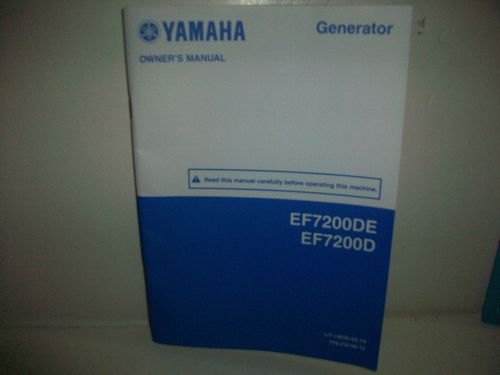 YAMAHA
Generator
OWNER'S MANUAL
Read this manual carefully before operating this machine.
EF7200DE
EF7200D